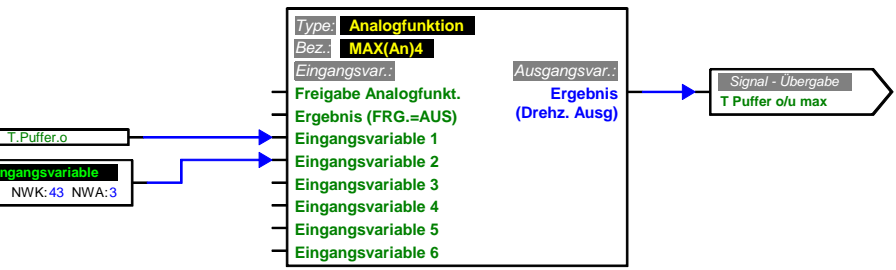 Type: Analogfunktion
Bez.: MAX(An)4
Eingangsvar.: Ausgangsvar.:
Freigabe Analogfunkt. Ergebnis
Ergebnis (FRG.=AUS) (Drehz. Ausg)
Eingangsvariable 1
Eingangsvariable 2
Eingangsvariable 3
Eingangsvariable 4
Eingangsvariable 5
Eingangsvariable 6
T.Puffer.o
ngangsvariable
NWK:43 NWA:3
Signal - Übergabe
T Puffer o/u max